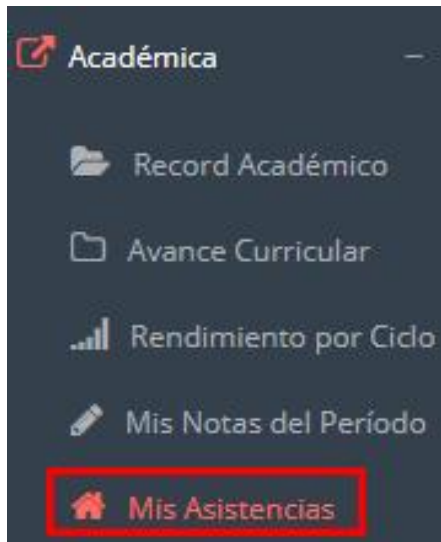 Académica
Record Académico
Avance Curricular
Rendimiento por Ciclo
Mis Notas del Período
Mis Asistencias